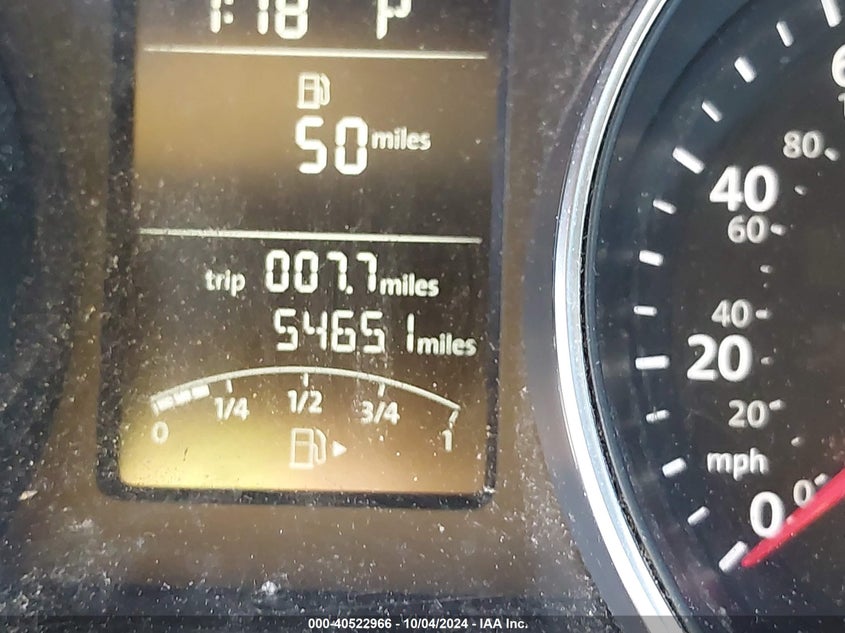 1:18 P
50 miles
trip 007.7 miles
54651 miles
0 1/4 1/2 3/4 1
80
40
60
40
20
20
mph
0 0
000-40522966 - 10/04/2024 - IAA Inc.